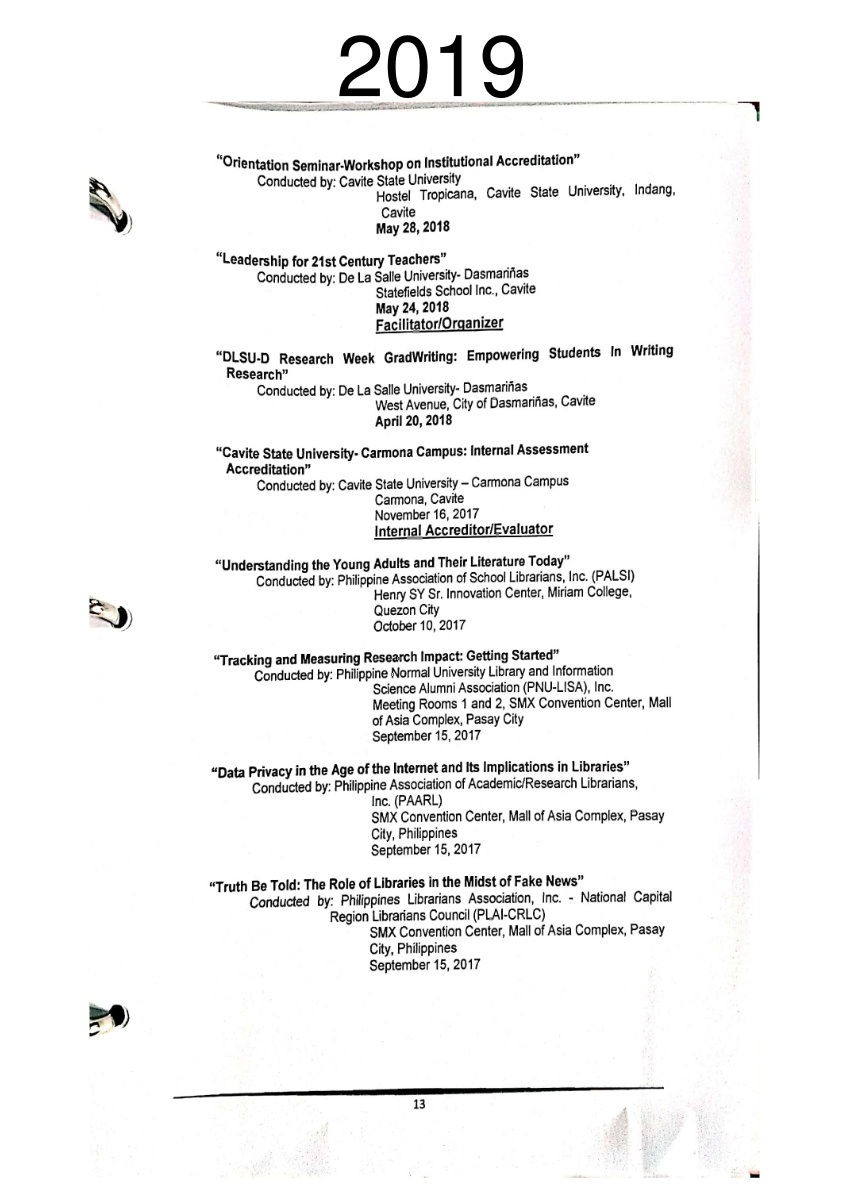 2019
“Orientation Seminar-Workshop on Institutional Accreditation”
Conducted by: Cavite State University
Hostel Tropicana, Cavite State University, Indang,
Cavite
May 28, 2018
“Leadership for 21st Century Teachers”
Conducted by: De La Salle University- Dasmariñas
Statefields School Inc., Cavite
May 24, 2018
Facilitator/Organizer
“DLSU-D Research Week GradWriting: Empowering Students In Writing
Research”
Conducted by: De La Salle University- Dasmariñas
West Avenue, City of Dasmariñas, Cavite
April 20, 2018
“Cavite State University- Carmona Campus: Internal Assessment
Accreditation”
Conducted by: Cavite State University – Carmona Campus
Carmona, Cavite
November 16, 2017
Internal Accreditor/Evaluator
“Understanding the Young Adults and Their Literature Today”
Conducted by: Philippine Association of School Librarians, Inc. (PALSI)
Henry SY Sr. Innovation Center, Miriam College,
Quezon City
October 10, 2017
“Tracking and Measuring Research Impact: Getting Started”
Conducted by: Philippine Normal University Library and Information
Science Alumni Association (PNU-LISA), Inc.
Meeting Rooms 1 and 2, SMX Convention Center, Mall
of Asia Complex, Pasay City
September 15, 2017
“Data Privacy in the Age of the Internet and Its Implications in Libraries”
Conducted by: Philippine Association of Academic/Research Librarians,
Inc. (PAARL)
SMX Convention Center, Mall of Asia Complex, Pasay
City, Philippines
September 15, 2017
“Truth Be Told: The Role of Libraries in the Midst of Fake News”
Conducted by: Philippines Librarians Association, Inc. - National Capital
Region Librarians Council (PLAI-CRLC)
SMX Convention Center, Mall of Asia Complex, Pasay
City, Philippines
September 15, 2017
13